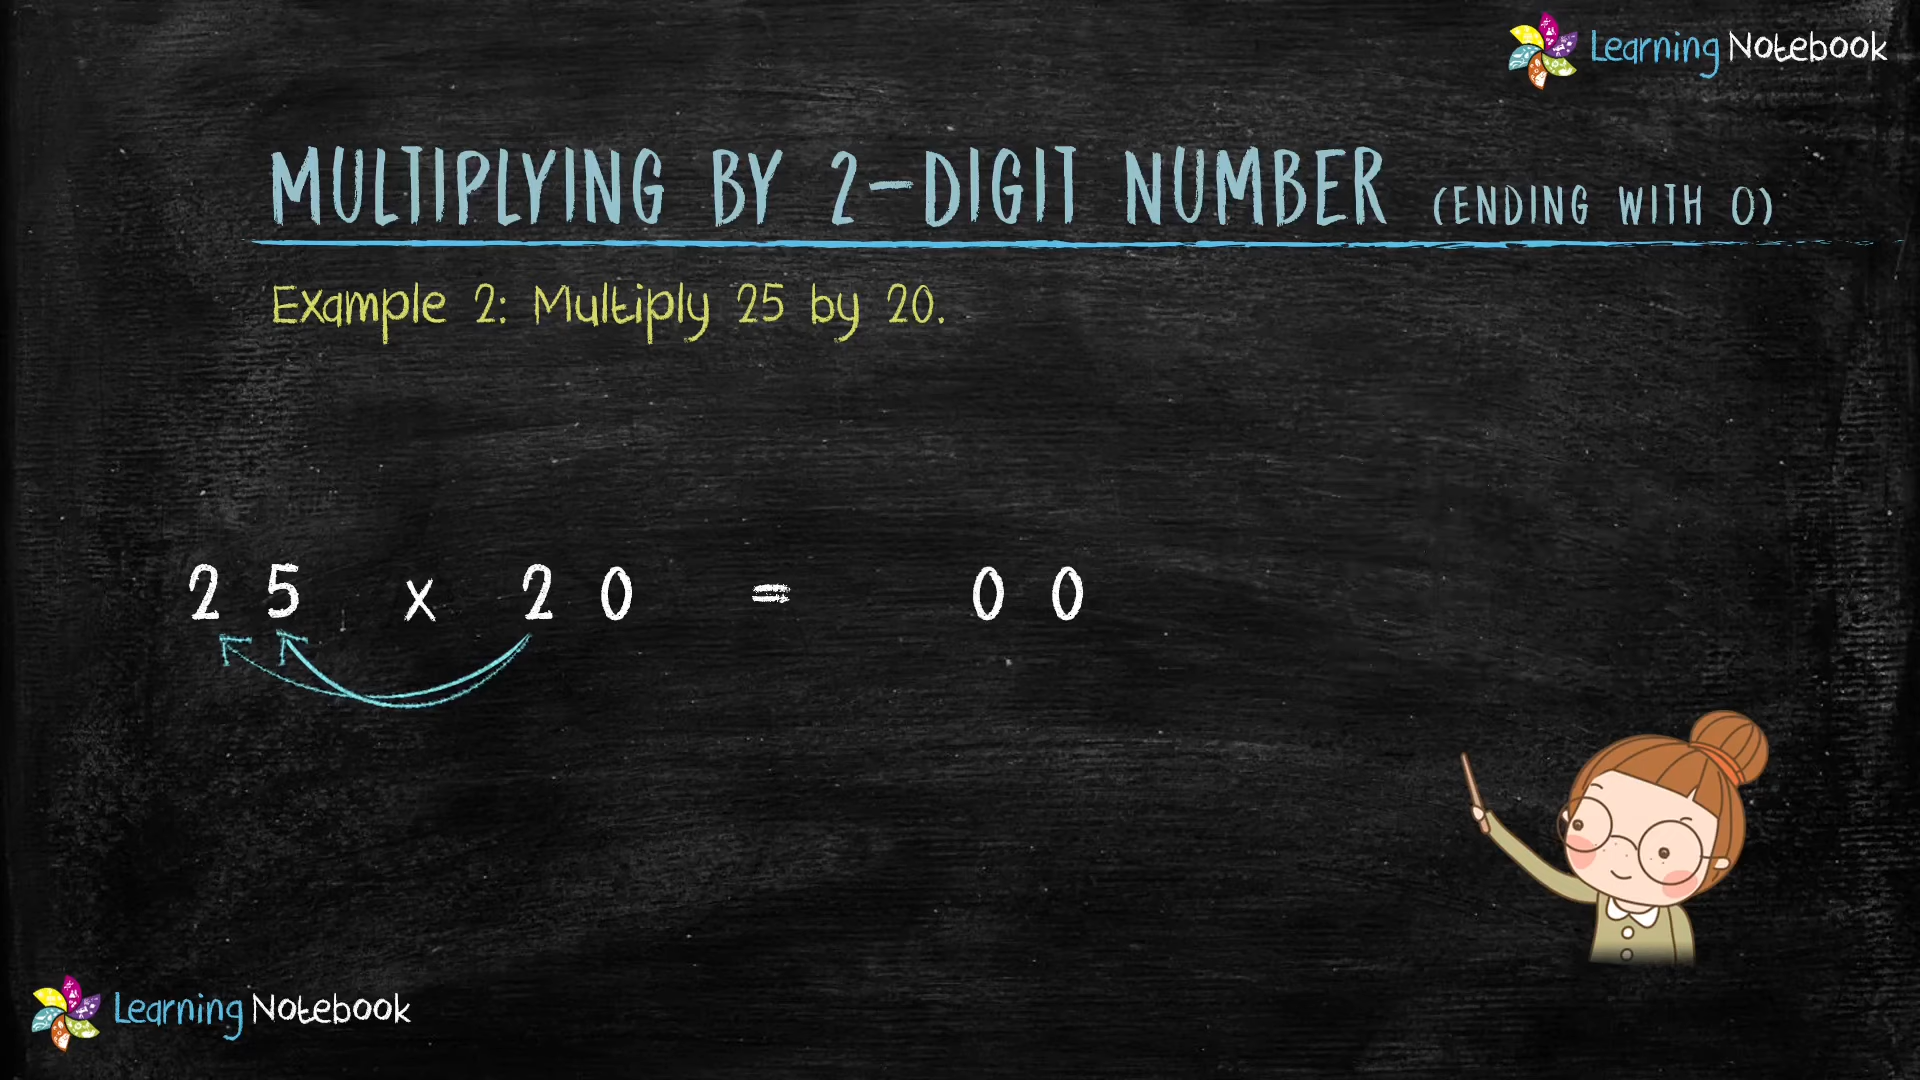 Learning Notebook
MULTIPLYING BY 2-DIGIT NUMBER (ENDING WITH 0)
Example 2: Multiply 25 by 20.
2 5 x 2 0 = 0 0
Learning Notebook